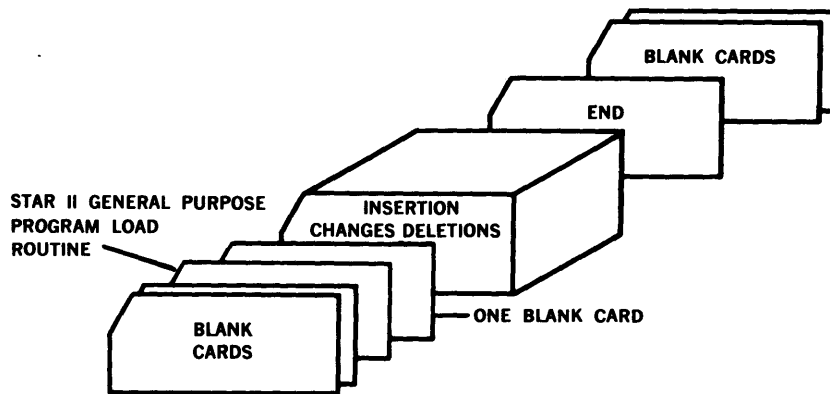 BLANK CARDS
END
INSERTION
CHANGES DELETIONS
STAR II GENERAL PURPOSE
PROGRAM LOAD
ROUTINE
ONE BLANK CARD
BLANK
CARDS